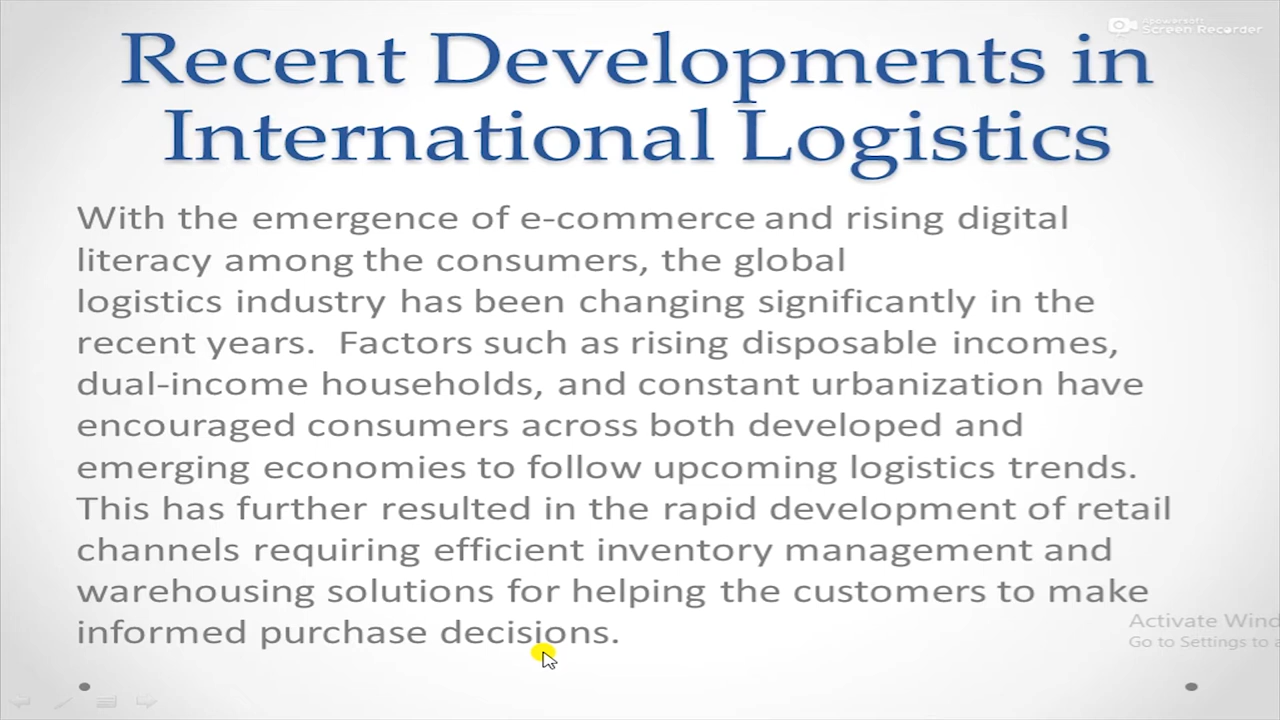 Apowersoft
Screen Recorder
Recent Developments in
International Logistics
With the emergence of e-commerce and rising digital
literacy among the consumers, the global
logistics industry has been changing significantly in the
recent years.  Factors such as rising disposable incomes,
dual-income households, and constant urbanization have
encouraged consumers across both developed and
emerging economies to follow upcoming logistics trends.
This has further resulted in the rapid development of retail
channels requiring efficient inventory management and
warehousing solutions for helping the customers to make
informed purchase decisions.
Activate Wind
Go to Settings to a